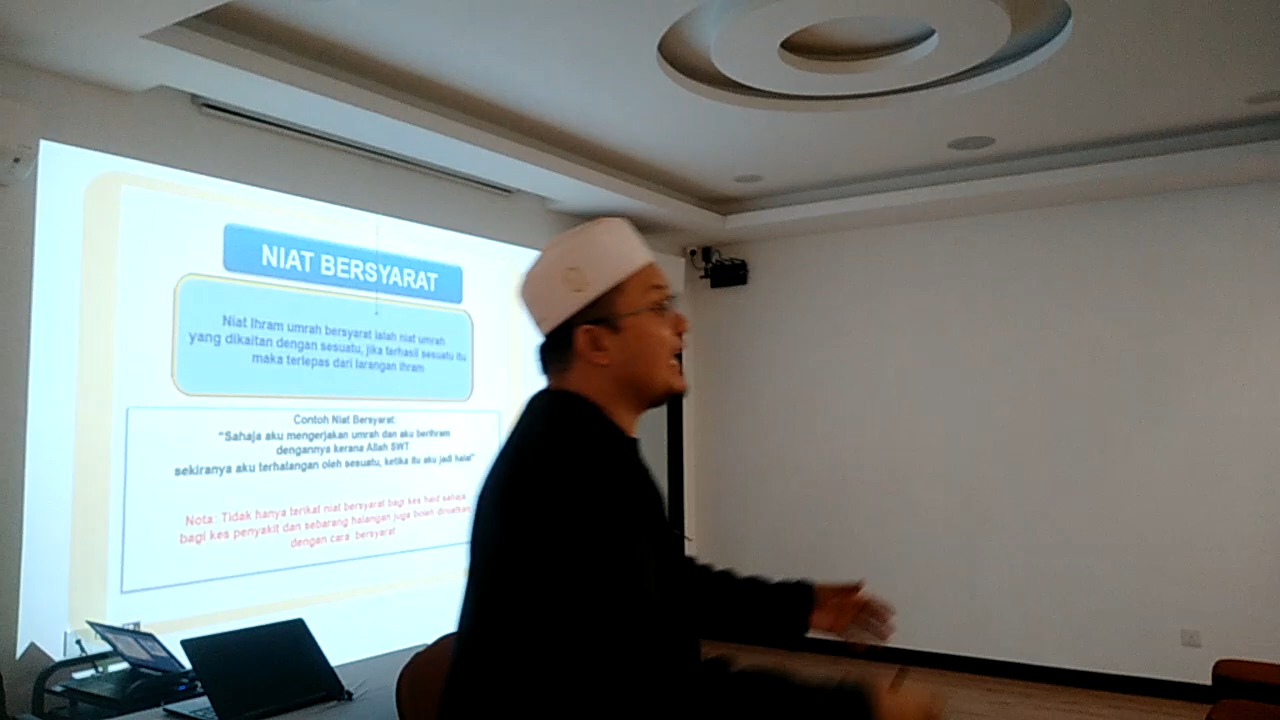 NIAT BERSYARAT
Niat Ihram umrah bersyarat ialah niat umrah
yang dikaitan dengan sesuatu, jika terhasil sesuatu itu
maka terlepas dari larangan ihram
Contoh Niat Bersyarat:
"Sahaja aku mengerjakan umrah dan aku berihram
dengannya kerana Allah SWT
sekiranya aku terhalangan oleh sesuatu, ketika itu aku jadi halal"
Nota: Tidak hanya terikat niat bersyarat bagi kes haid sahaja
bagi kes penyakit dan sebarang halangan juga boleh diniatkan
dengan cara bersyarat